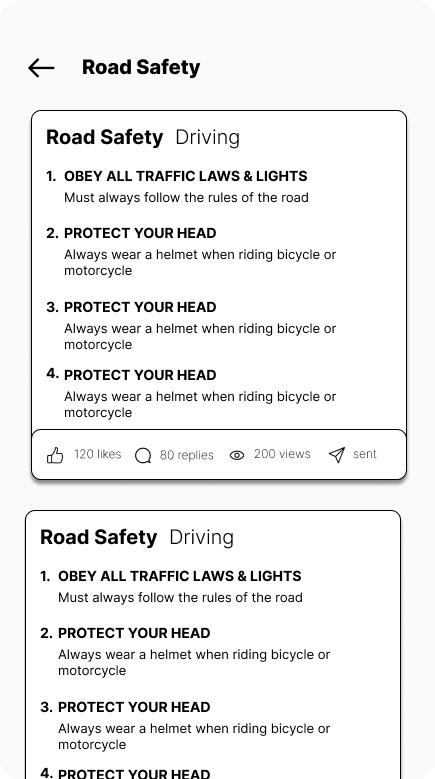 Road Safety
Road Safety Driving
1. OBEY ALL TRAFFIC LAWS & LIGHTS
Must always follow the rules of the road
2. PROTECT YOUR HEAD
Always wear a helmet when riding bicycle or
motorcycle
3. PROTECT YOUR HEAD
Always wear a helmet when riding bicycle or
motorcycle
4. PROTECT YOUR HEAD
Always wear a helmet when riding bicycle or
motorcycle
120 likes 80 replies 200 views sent
Road Safety Driving
1. OBEY ALL TRAFFIC LAWS & LIGHTS
Must always follow the rules of the road
2. PROTECT YOUR HEAD
Always wear a helmet when riding bicycle or
motorcycle
3. PROTECT YOUR HEAD
Always wear a helmet when riding bicycle or
motorcycle
4. PROTECT YOUR HEAD